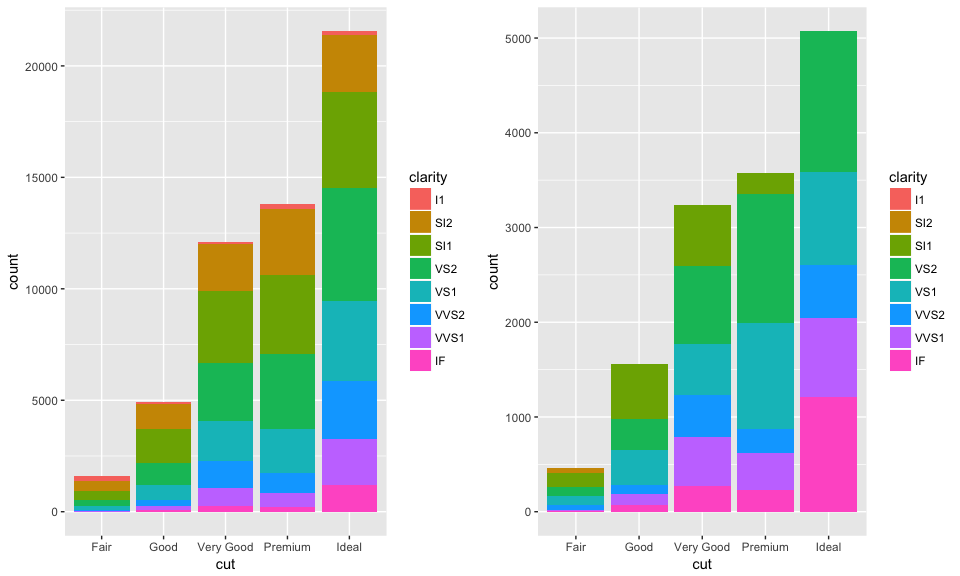 count
20000
15000
10000
5000
0
Fair Good Very Good Premium Ideal
cut
clarity
I1
SI2
SI1
VS2
VS1
VVS2
VVS1
IF
count
5000
4000
3000
2000
1000
0
Fair Good Very Good Premium Ideal
cut
clarity
I1
SI2
SI1
VS2
VS1
VVS2
VVS1
IF